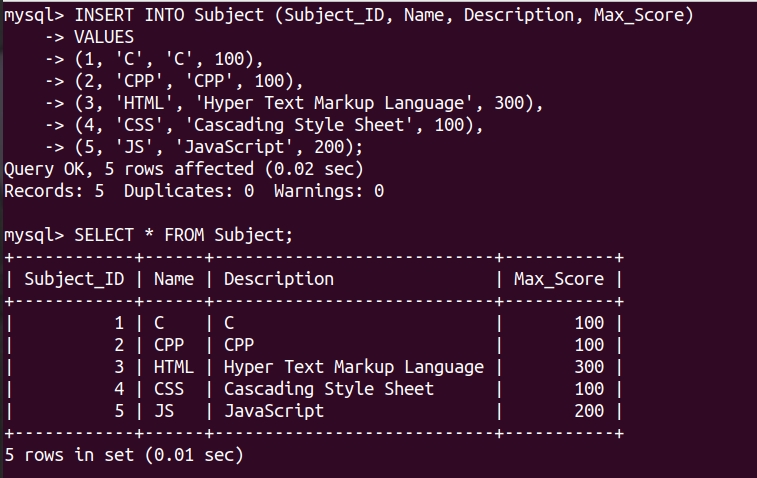 mysql> INSERT INTO Subject (Subject_ID, Name, Description, Max_Score)
    -> VALUES
    -> (1, 'C', 'C', 100),
    -> (2, 'CPP', 'CPP', 100),
    -> (3, 'HTML', 'Hyper Text Markup Language', 300),
    -> (4, 'CSS', 'Cascading Style Sheet', 100),
    -> (5, 'JS', 'JavaScript', 200);
Query OK, 5 rows affected (0.02 sec)
Records: 5  Duplicates: 0  Warnings: 0

mysql> SELECT * FROM Subject;
+------------+------+----------------------------+-----------+
| Subject_ID | Name | Description                | Max_Score |
+------------+------+----------------------------+-----------+
|          1 | C    | C                          |       100 |
|          2 | CPP  | CPP                        |       100 |
|          3 | HTML | Hyper Text Markup Language |       300 |
|          4 | CSS  | Cascading Style Sheet      |       100 |
|          5 | JS   | JavaScript                 |       200 |
+------------+------+----------------------------+-----------+
5 rows in set (0.01 sec)